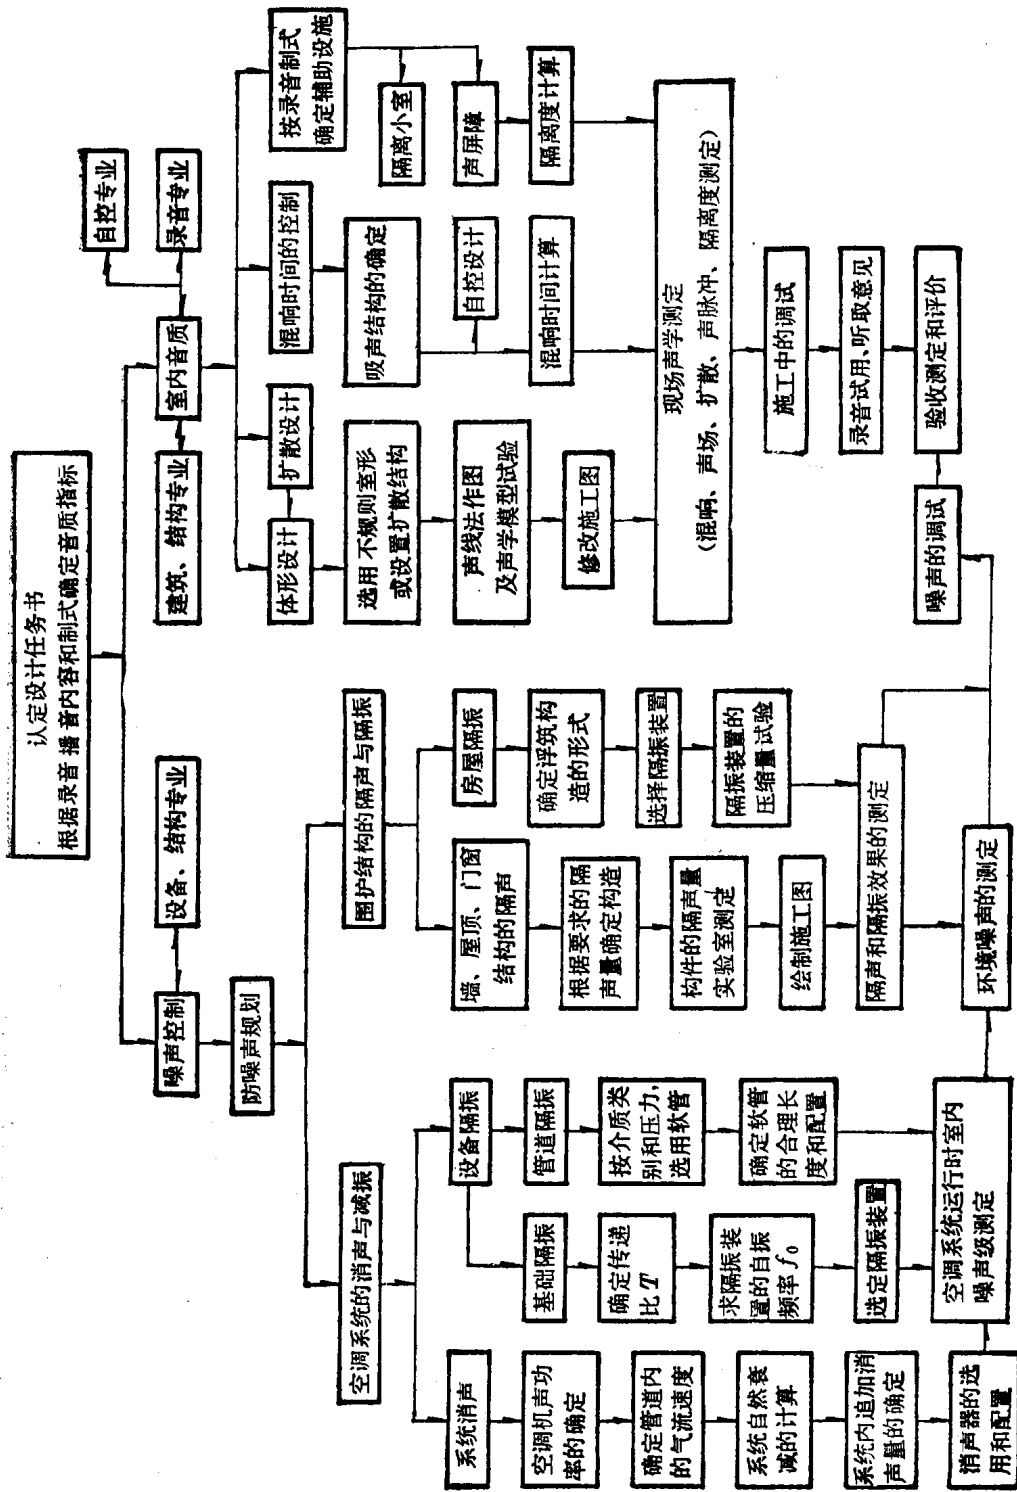 认定设计任务书
根据录音播音内容和制式确定音质指标
噪声控制
设备、结构专业
建筑、结构专业
室内音质
自控专业
录音专业
防噪声规划
空调系统的消声与减振
围护结构的隔声与隔振
体形设计
扩散设计
混响时间的控制
按录音制式
确定辅助设施
系统消声
设备隔振
墙、屋顶、门窗
结构的隔声
房屋隔振
选用不规则室形
或设置扩散结构
吸声结构的确定
隔离小室
声屏障
空调机声功
率的确定
基础隔振
管道隔振
根据要求的隔
声量确定构造
确定浮筑构
造的形式
声线法作图
及声学模型试验
自控设计
确定管道内
的气流速度
确定传递
比T
按介质类
别和压力,
选用软管
构件的隔声量
实验室测定
选择隔振装置
修改施工图
混响时间计算
隔离度计算
系统自然衰
减的计算
求隔振装
置的自振
频率f₀
确定软管
的合理长
度和配置
绘制施工图
隔振装置的
压缩量试验
现场声学测定
(混响、声场、扩散、声脉冲、隔离度测定)
系统内追加消
声量的确定
选定隔振装置
隔声和隔振效果的测定
施工中的调试
消声器的选
用和配置
空调系统运行时室内
噪声级测定
环境噪声的测定
录音试用、听取意见
噪声的调试
验收测定和评价